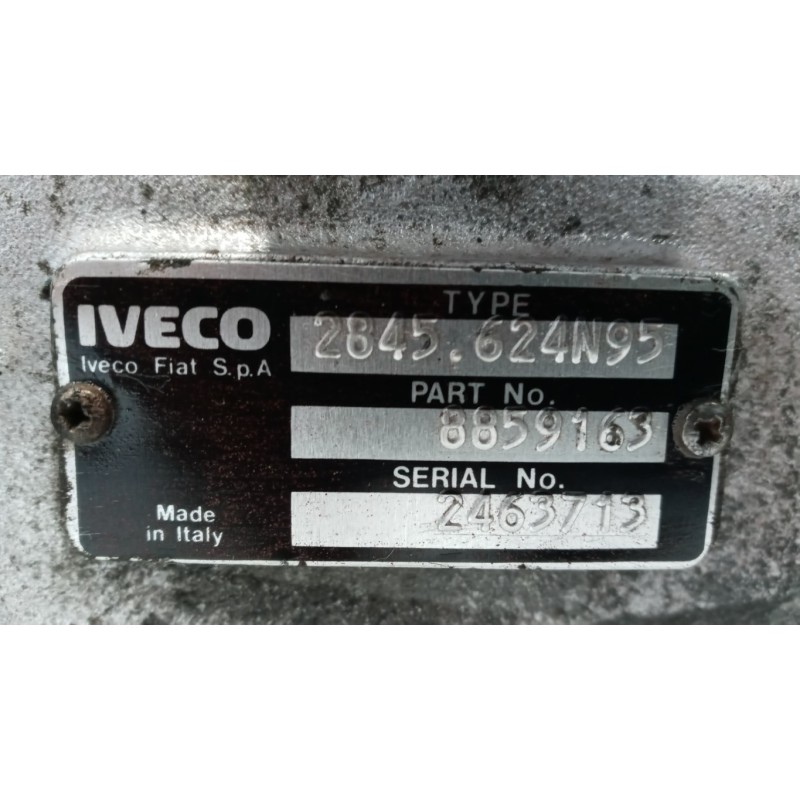 TYPE
IVECO 2845.624N95
Iveco Fiat S.p.A
PART No.
8859163
SERIAL No.
2463713
Made
in Italy